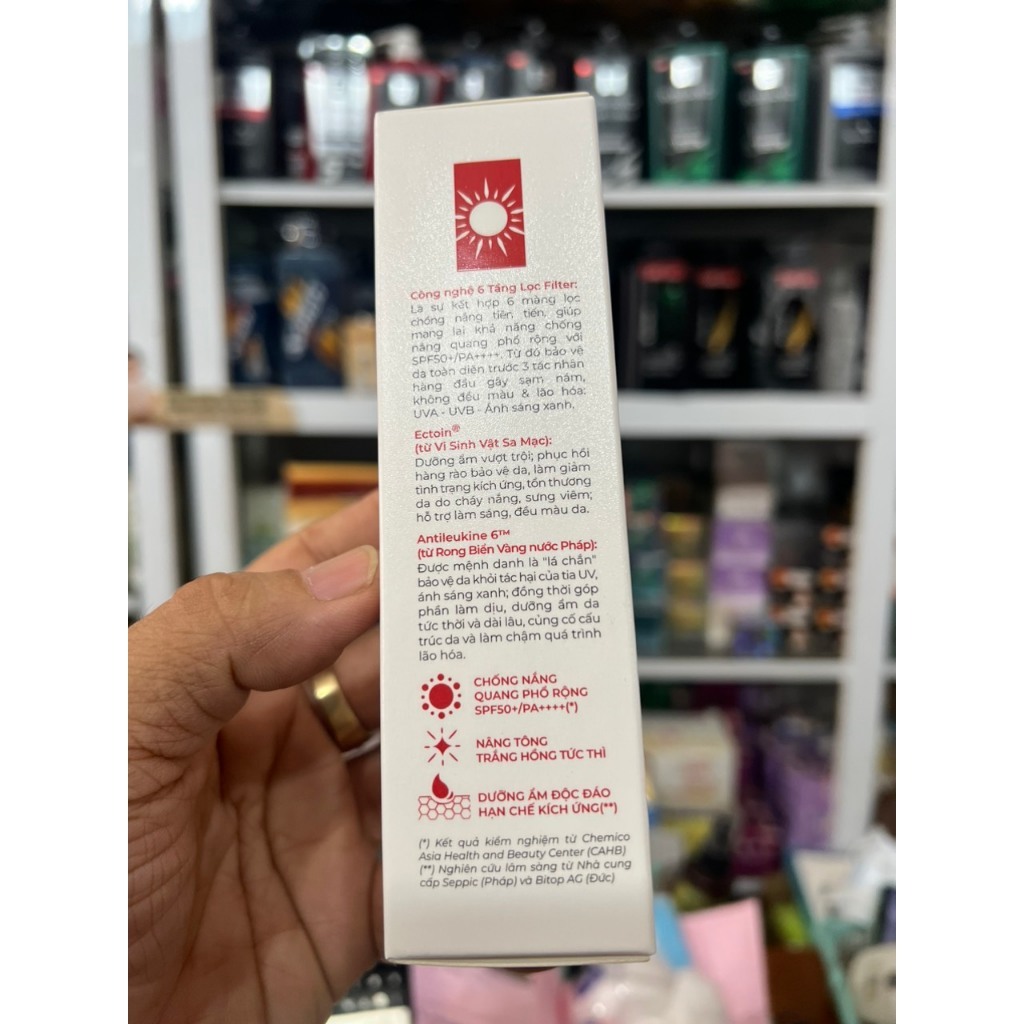 Công nghệ 6 Tầng Lọc Filter:
Là sự kết hợp 6 màng lọc
chống nắng tiên tiến, giúp
mang lại khả năng chống
nắng quang phổ rộng với
SPF50+/PA++++. Từ đó bảo vệ
da toàn diện trước 3 tác nhân
hàng đầu gây sạm nám,
không đều màu & lão hóa:
UVA - UVB - Ánh sáng xanh.
Ectoin®
(từ Vi Sinh Vật Sa Mạc):
Dưỡng ẩm vượt trội; phục hồi
hàng rào bảo vệ da, làm giảm
tình trạng kích ứng, tổn thương
da do cháy nắng, sưng viêm;
hỗ trợ làm sáng, đều màu da.
Antileukine 6™
(từ Rong Biển Vàng nước Pháp):
Được mệnh danh là "lá chắn"
bảo vệ da khỏi tác hại của tia UV,
ánh sáng xanh; đồng thời góp
phần làm dịu, dưỡng ẩm da
tức thời và dài lâu, củng cố cấu
trúc da và làm chậm quá trình
lão hóa.
CHỐNG NẮNG
QUANG PHỔ RỘNG
SPF50+/PA++++(*)
NÂNG TÔNG
TRẮNG HỒNG TỨC THÌ
DƯỠNG ẨM ĐỘC ĐÁO
HẠN CHẾ KÍCH ỨNG(**)
(*) Kết quả kiểm nghiệm từ Chemico
Asia Health and Beauty Center (CAHB)
(**) Nghiên cứu lâm sàng từ Nhà cung
cấp Seppic (Pháp) và Bitop AG (Đức)